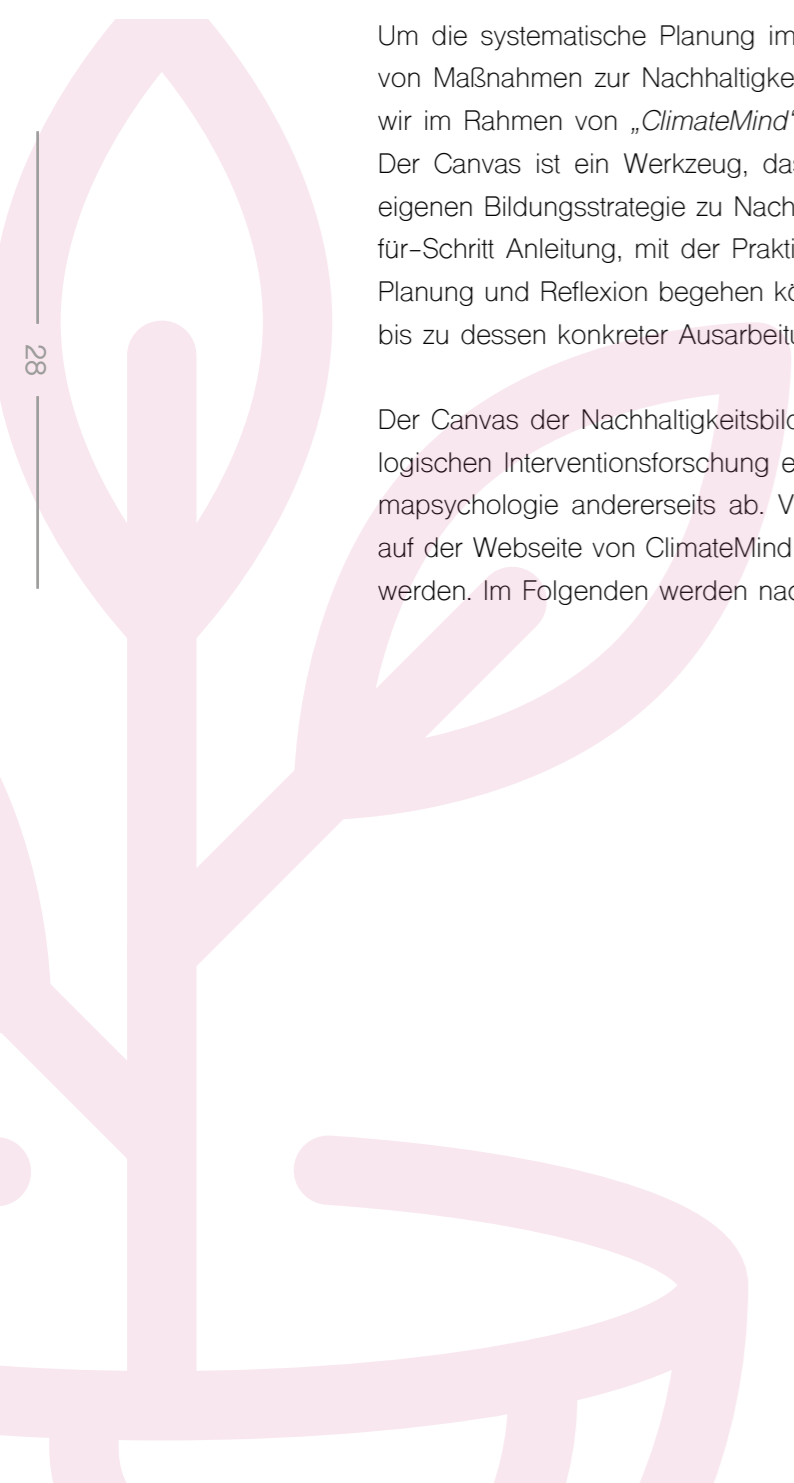 Um die systematische Planung im
von Maßnahmen zur Nachhaltigke
wir im Rahmen von „ClimateMind“
Der Canvas ist ein Werkzeug, das
eigenen Bildungsstrategie zu Nach
für-Schritt Anleitung, mit der Prakti
Planung und Reflexion begehen kö
bis zu dessen konkreter Ausarbeitu
Der Canvas der Nachhaltigkeitsbild
logischen Interventionsforschung e
mapsychologie andererseits ab. V
auf der Webseite von ClimateMind
werden. Im Folgenden werden nac
28